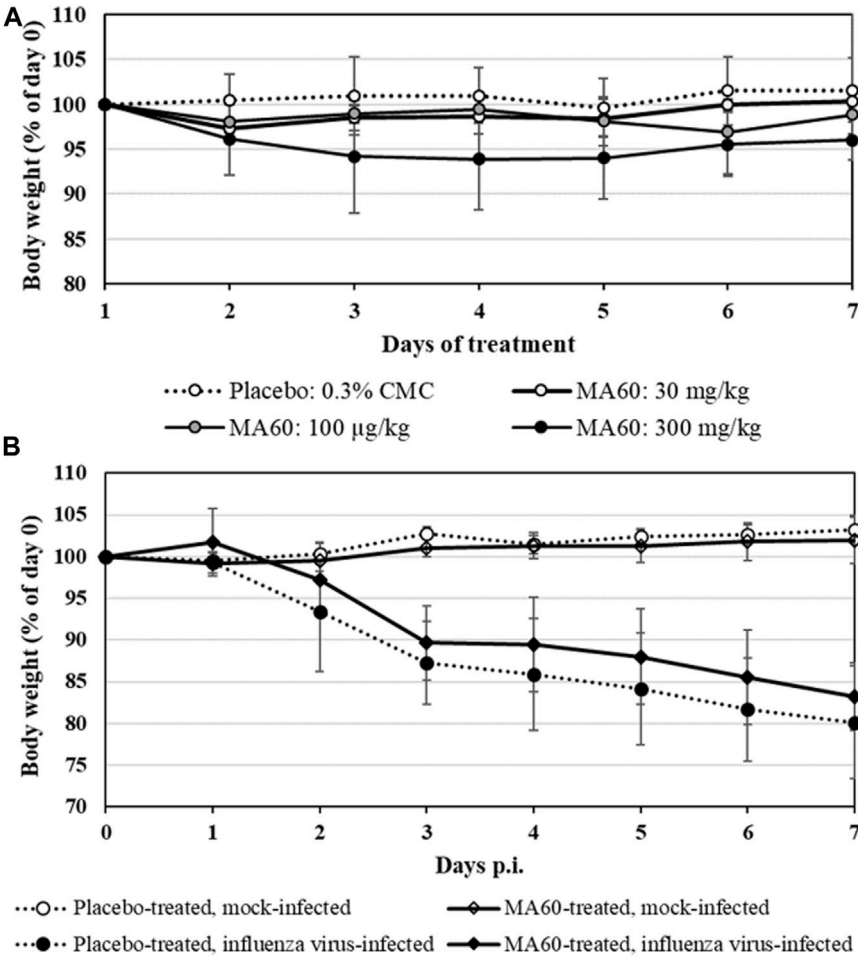 A
110
105
100
95
90
85
80
Body weight (% of day 0)
1 2 3 4 5 6 7
Days of treatment
Placebo: 0.3% CMC MA60: 30 mg/kg
MA60: 100 µg/kg MA60: 300 mg/kg
B
110
105
100
95
90
85
80
75
70
Body weight (% of day 0)
0 1 2 3 4 5 6 7
Days p.i.
Placebo-treated, mock-infected MA60-treated, mock-infected
Placebo-treated, influenza virus-infected MA60-treated, influenza virus-infected